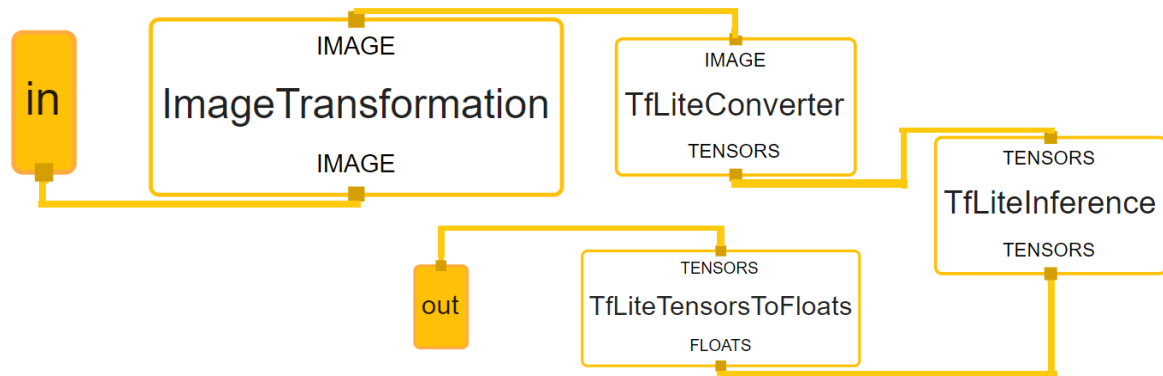 in
IMAGE
ImageTransformation
IMAGE
IMAGE
TfLiteConverter
TENSORS
TENSORS
TfLiteInference
TENSORS
TENSORS
TfLiteTensorsToFloats
FLOATS
out